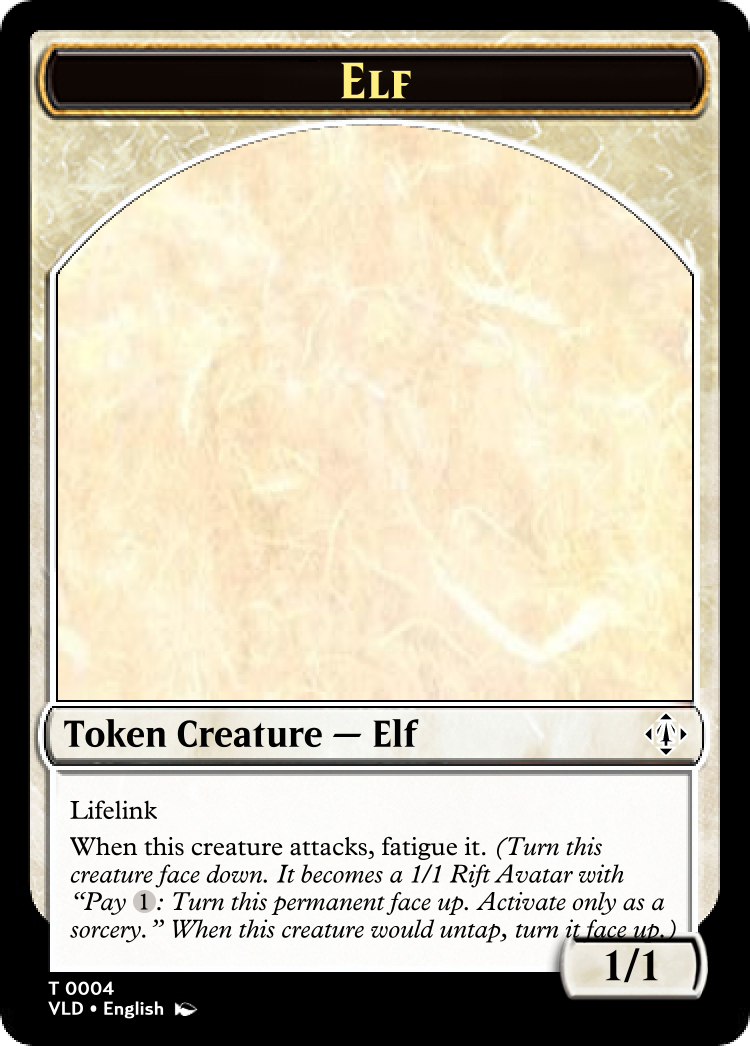 Elf
Token Creature — Elf
Lifelink
When this creature attacks, fatigue it. (Turn this
creature face down. It becomes a 1/1 Rift Avatar with
“Pay 1: Turn this permanent face up. Activate only as a
sorcery.” When this creature would untap, turn it face up.)
1/1
T 0004
VLD • English